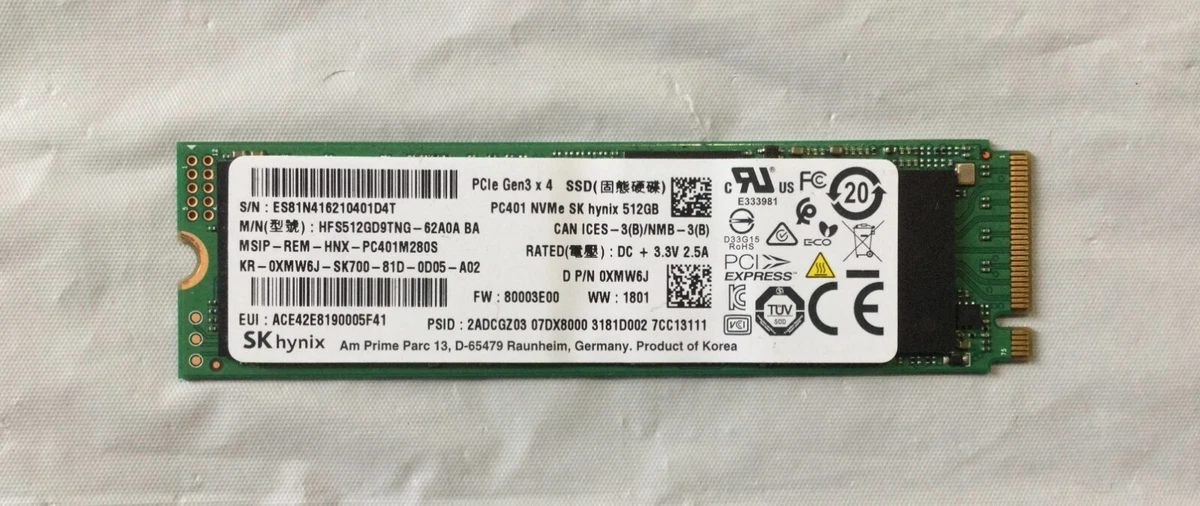 PCIe Gen3 x 4 SSD(固態硬碟)
S/N : ES81N416210401D4T
PC401 NVMe SK hynix 512GB
M/N(型號) : HFS512GD9TNG-62A0A BA
CAN ICES-3(B)/NMB-3(B)
MSIP-REM-HNX-PC401M280S
RATED(電壓) : DC + 3.3V 2.5A
KR-0XMW6J-SK700-81D-0D05-A02
D P/N 0XMW6J
FW : 80003E00 WW : 1801
EUI : ACE42E8190005F41
PSID : 2ADCGZ03 07DX8000 3181D002 7CC13111
SK hynix
Am Prime Parc 13, D-65479 Raunheim, Germany. Product of Korea
c RU US
E333981
FC
20
D33G15
RoHS
ECO
PCI
EXPRESS
KC
VCI
TÜV
CE